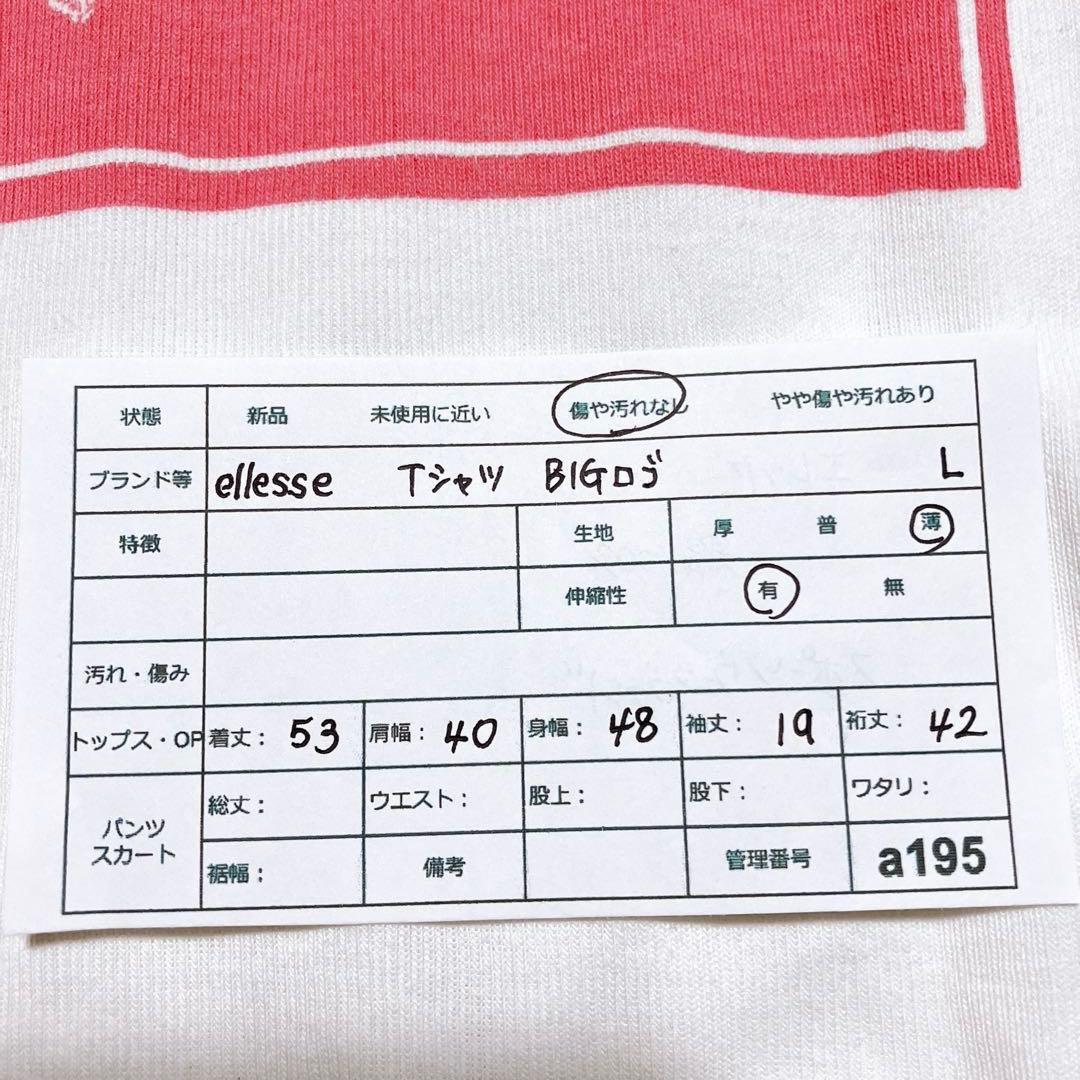 状態 新品 未使用に近い 傷や汚れなし やや傷や汚れあり
ブランド等 ellesse Tシャツ BIGロゴ L
特徴 生地 厚 普 薄
伸縮性 有 無
汚れ・傷み
トップス・OP 着丈: 53 肩幅: 40 身幅: 48 袖丈: 19 裄丈: 42
パンツ スカート
総丈: ウエスト: 股上: 股下: ワタリ:
裾幅: 備考 管理番号 a195